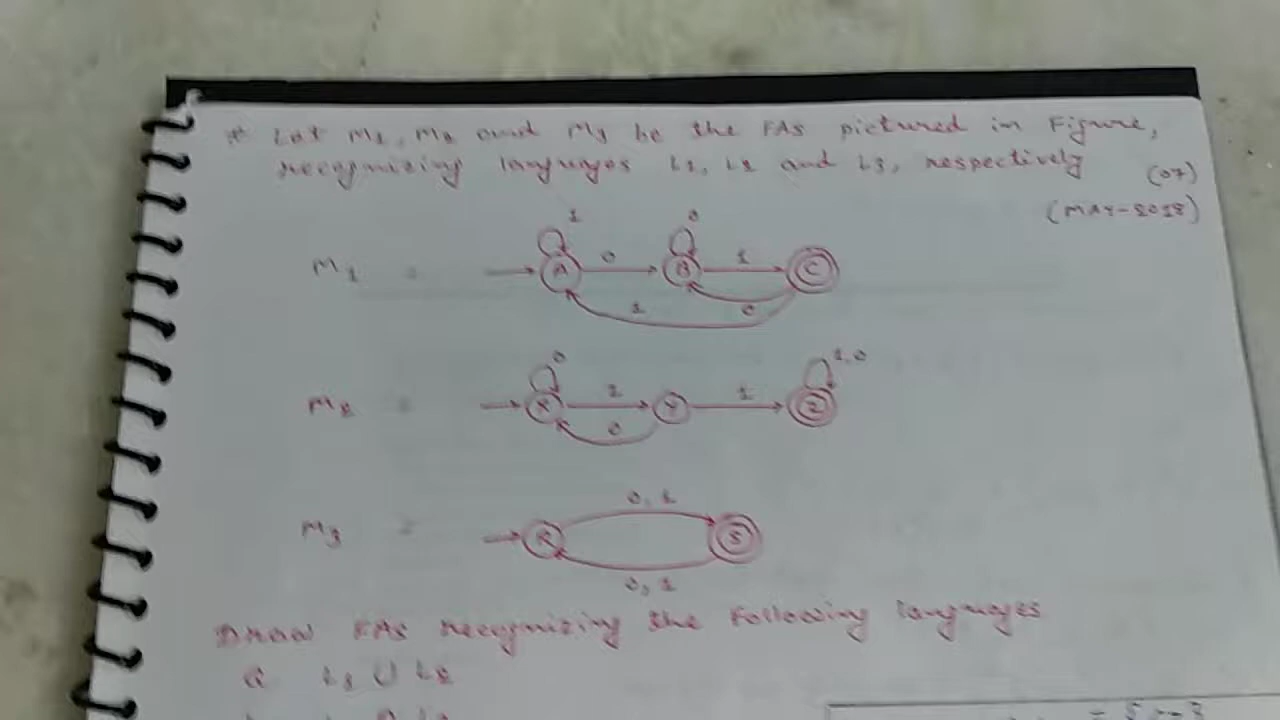 * Let M1, M2 and M3 be the FAs pictured in Figure,
recognizing languages L1, L2 and L3, respectively
(07)
(MAY-2018)
1 0
M1 = A 0 B 1 C
1 0
0 1,0
M2 = X 1 Y 1 Z
0
0, 1
M3 = R S
0, 1
Draw FAs recognizing the following languages
a L1 U L2